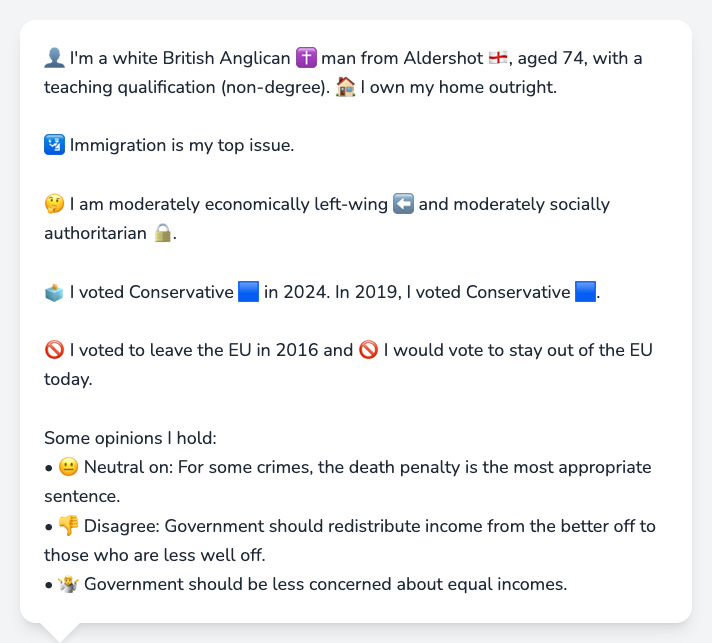 👤 I'm a white British Anglican ✝️ man from Aldershot 🏴󠁧󠁢󠁥󠁮󠁧󠁿, aged 74, with a
teaching qualification (non-degree). 🏠 I own my home outright.
🛂 Immigration is my top issue.
🤔 I am moderately economically left-wing ⬅️ and moderately socially
authoritarian 🔒.
🗳️ I voted Conservative 🟦 in 2024. In 2019, I voted Conservative 🟦.
🚫 I voted to leave the EU in 2016 and 🚫 I would vote to stay out of the EU
today.
Some opinions I hold:
• 😐 Neutral on: For some crimes, the death penalty is the most appropriate
sentence.
• 👎 Disagree: Government should redistribute income from the better off to
those who are less well off.
• 🤷 Government should be less concerned about equal incomes.